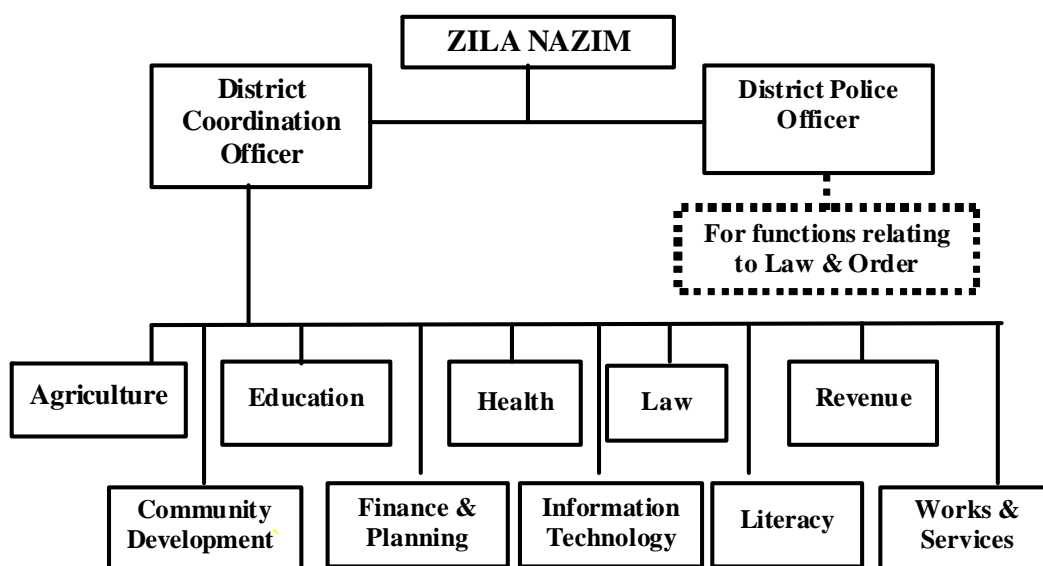 ZILA NAZIM
District
Coordination
Officer
District Police
Officer
For functions relating
to Law & Order
Agriculture
Education
Health
Law
Revenue
Community
Development
Finance &
Planning
Information
Technology
Literacy
Works &
Services